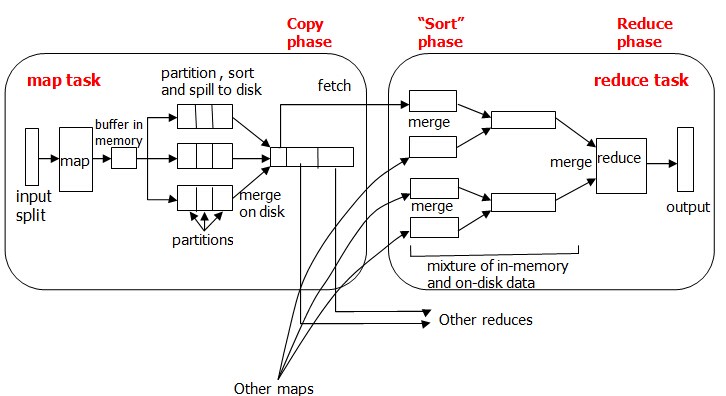 Copy
phase
"Sort"
phase
Reduce
phase
map task
partition , sort
and spill to disk
fetch
reduce task
buffer in
memory
map
input
split
merge
on disk
partitions
merge
merge
merge
reduce
output
mixture of in-memory
and on-disk data
Other reduces
Other maps